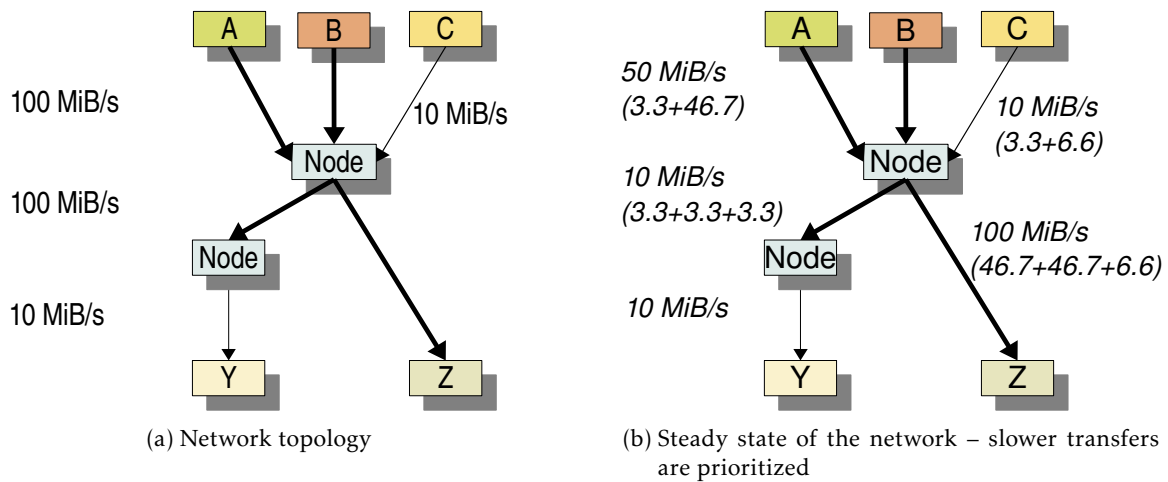 A
B
C
100 MiB/s
10 MiB/s
Node
100 MiB/s
Node
10 MiB/s
Y
Z
(a) Network topology
A
B
C
50 MiB/s
(3.3+46.7)
10 MiB/s
(3.3+6.6)
Node
10 MiB/s
(3.3+3.3+3.3)
100 MiB/s
(46.7+46.7+6.6)
Node
10 MiB/s
Y
Z
(b) Steady state of the network – slower transfers
are prioritized